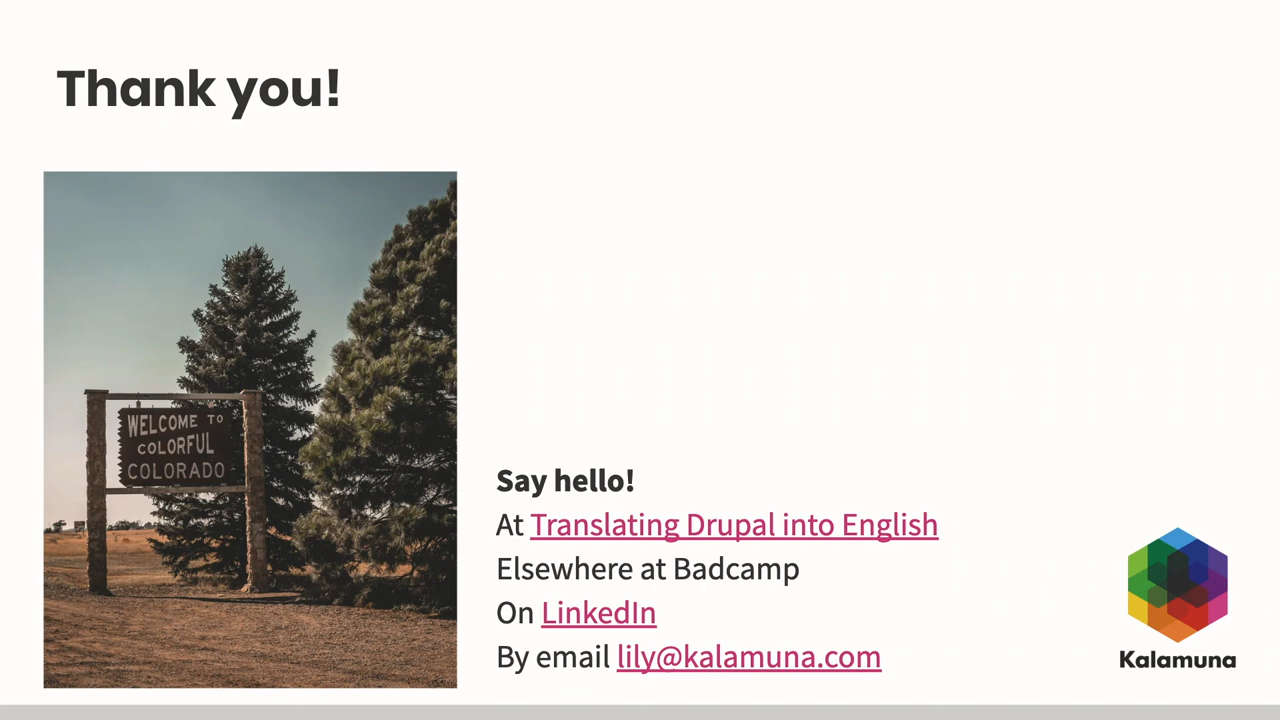 Thank you!
WELCOME TO
COLORFUL
COLORADO
Say hello!
At Translating Drupal into English
Elsewhere at Badcamp
On LinkedIn
By email lily@kalamuna.com
Kalamuna